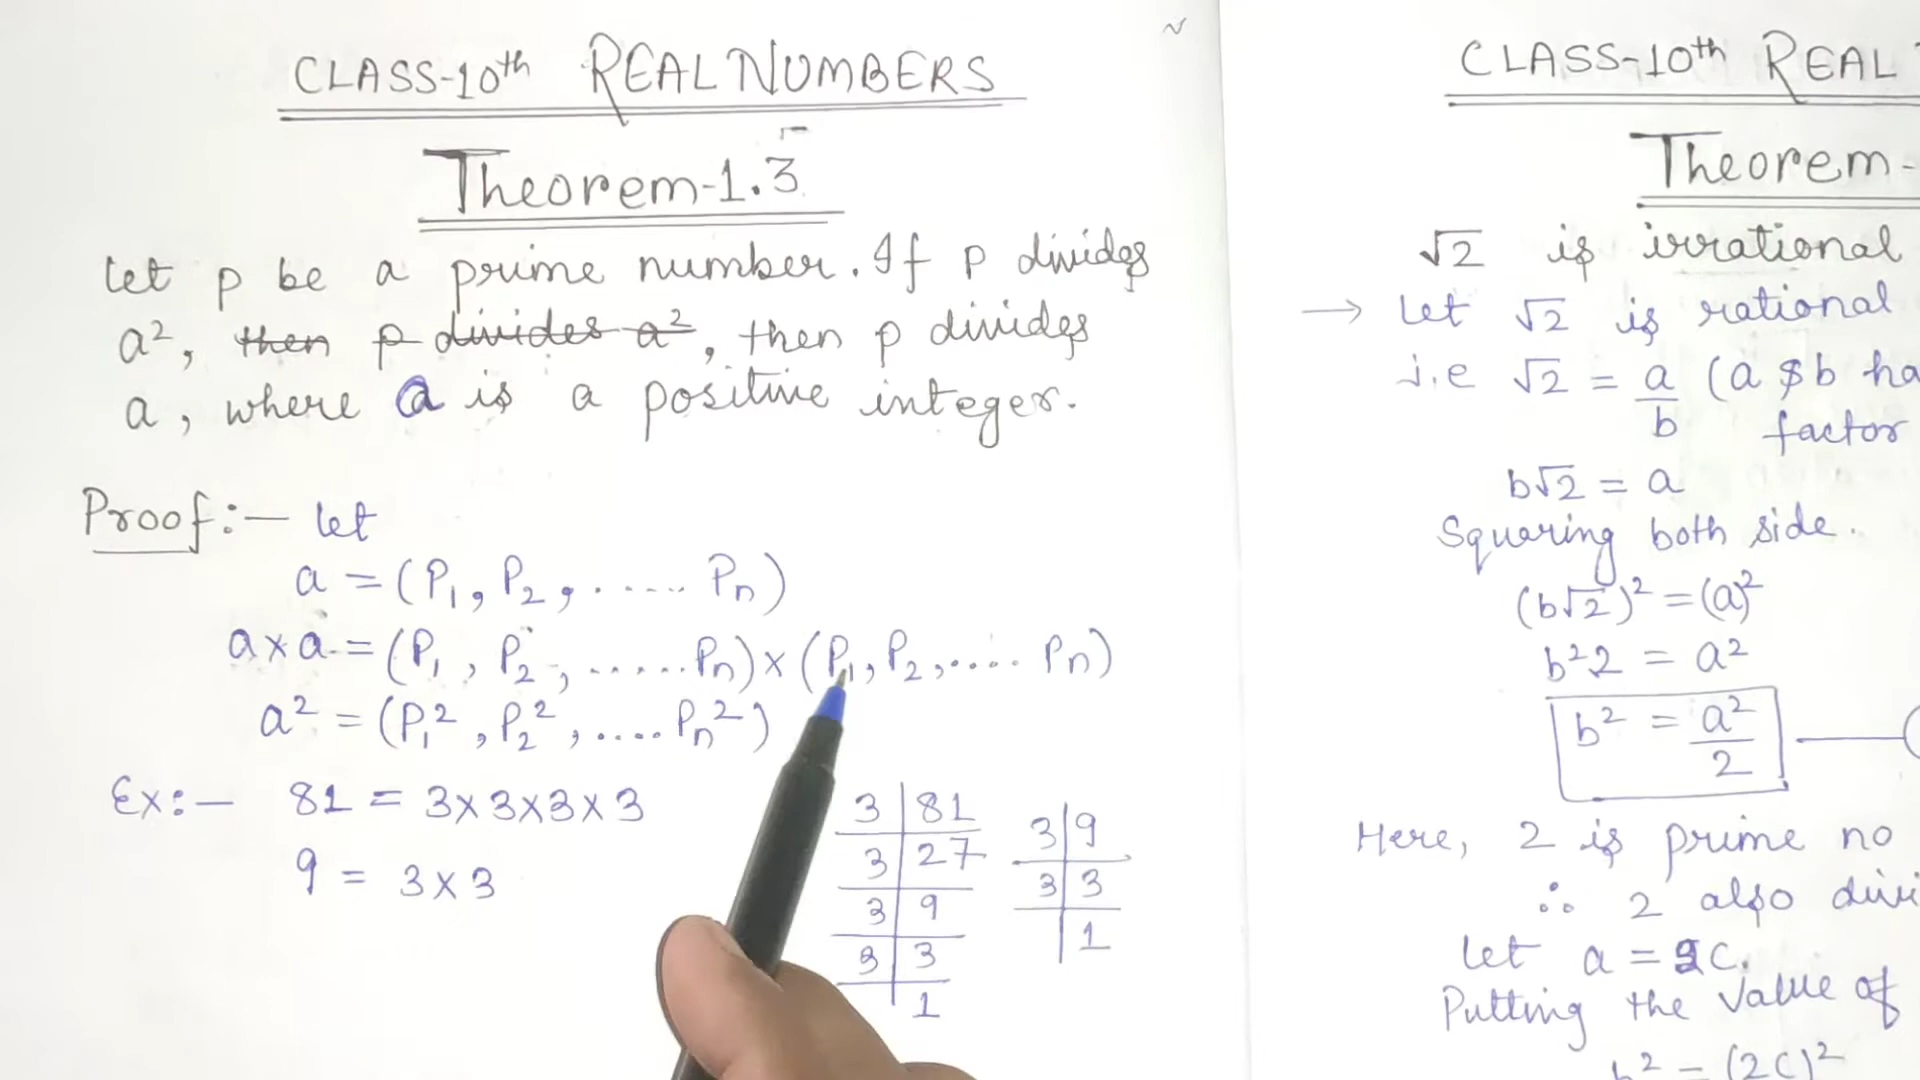 CLASS-10th REAL NUMBERS
Theorem-1.3
let p be a prime number. If p divides
a², then p divides a², then p divides
a, where a is a positive integer.
Proof:- let
a = (P₁, P₂, ..... Pn)
a × a = (P₁, P₂, ...... Pn) × (P₁, P₂, ..... Pn)
a² = (P₁², P₂², .... Pn²)
Ex:- 81 = 3×3×3×3
9 = 3×3
3 | 81
3 | 27
3 | 9
3 | 3
1
3 | 9
3 | 3
1
CLASS-10th REAL
Theorem-
√2 is irrational
→ Let √2 is rational
i.e √2 = a/b (a & b ha
factor
b√2 = a
Squaring both side.
(b√2)² = (a)²
b²2 = a²
b² = a²/2
Here, 2 is prime no
∴ 2 also divi
let a = 2c.
Putting the value of
b² = (2c)²